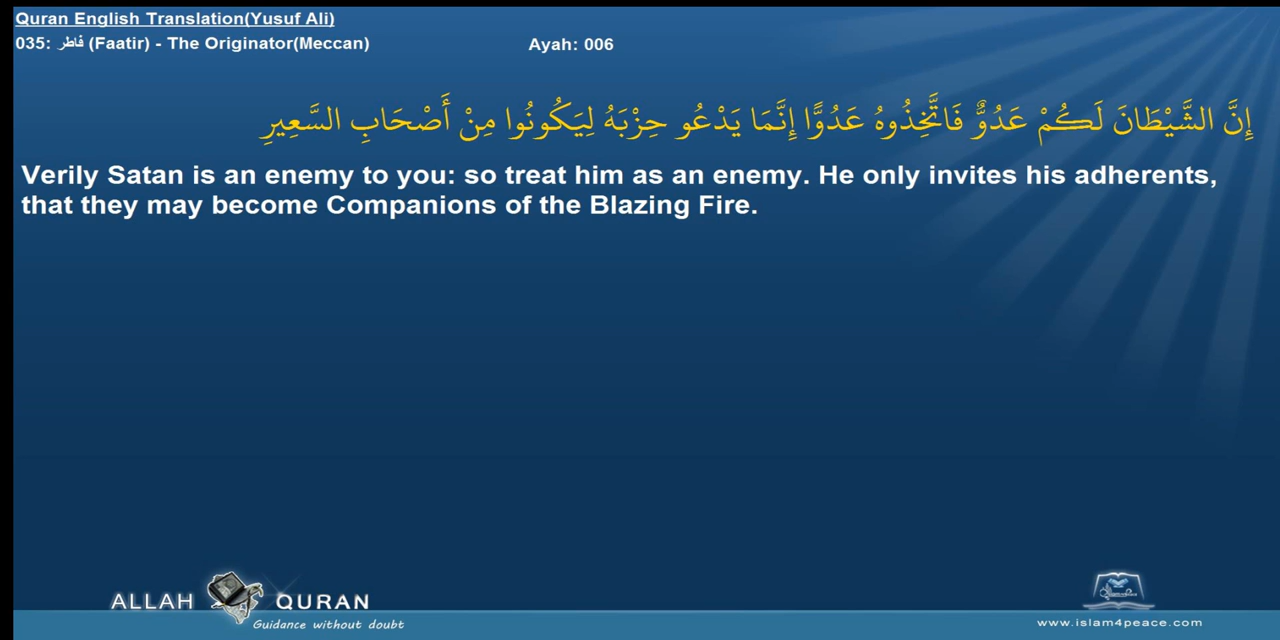 Quran English Translation(Yusuf Ali)
035: فاطر (Faatir) - The Originator(Meccan) Ayah: 006
إِنَّ الشَّيْطَانَ لَكُمْ عَدُوٌّ فَاتَّخِذُوهُ عَدُوًّا إِنَّمَا يَدْعُو حِزْبَهُ لِيَكُونُوا مِنْ أَصْحَابِ السَّعِيرِ
Verily Satan is an enemy to you: so treat him as an enemy. He only invites his adherents,
that they may become Companions of the Blazing Fire.
ALLAH QURAN
Guidance without doubt
www.islam4peace.com